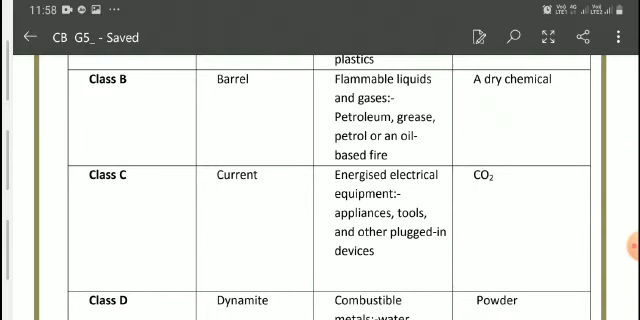 11:58
CB G5_ - Saved
plastics
Class B Barrel Flammable liquids A dry chemical
and gases:-
Petroleum, grease,
petrol or an oil-
based fire
Class C Current Energised electrical CO₂
equipment:-
appliances, tools,
and other plugged-in
devices
Class D Dynamite Combustible Powder
metals:-water